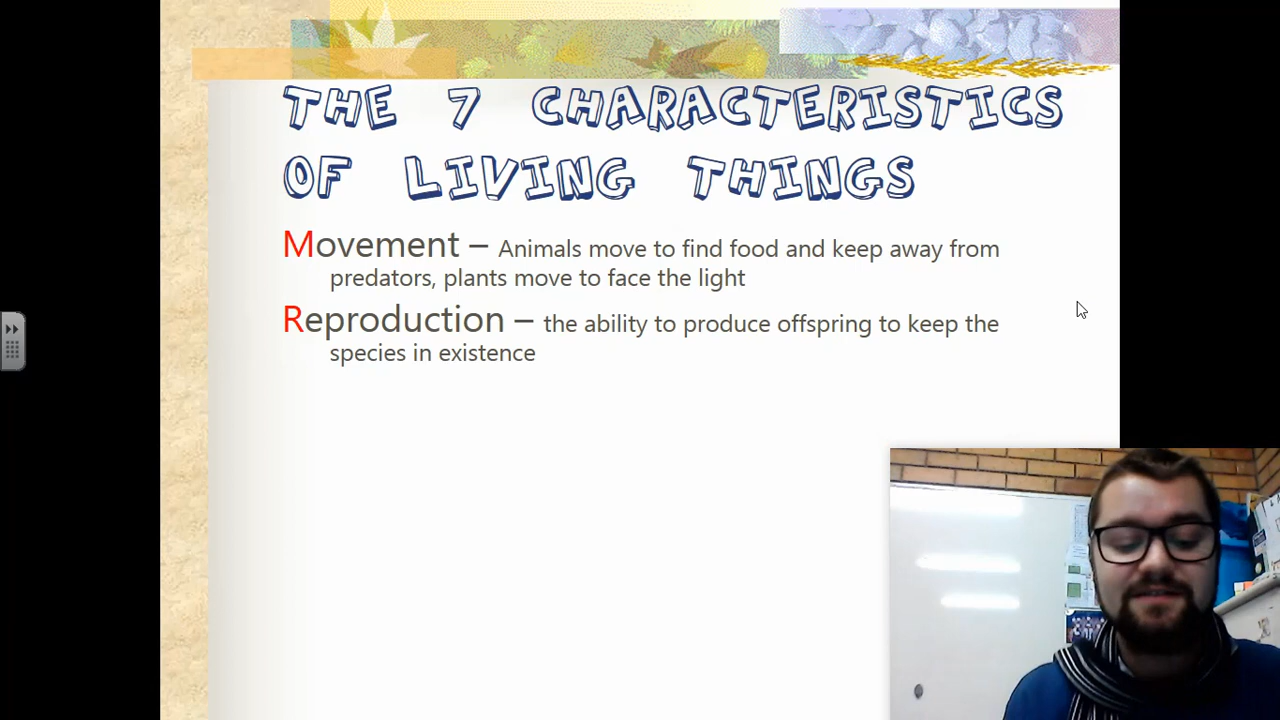 THE 7 CHARACTERISTICS
OF LIVING THINGS
Movement – Animals move to find food and keep away from
predators, plants move to face the light
Reproduction – the ability to produce offspring to keep the
species in existence